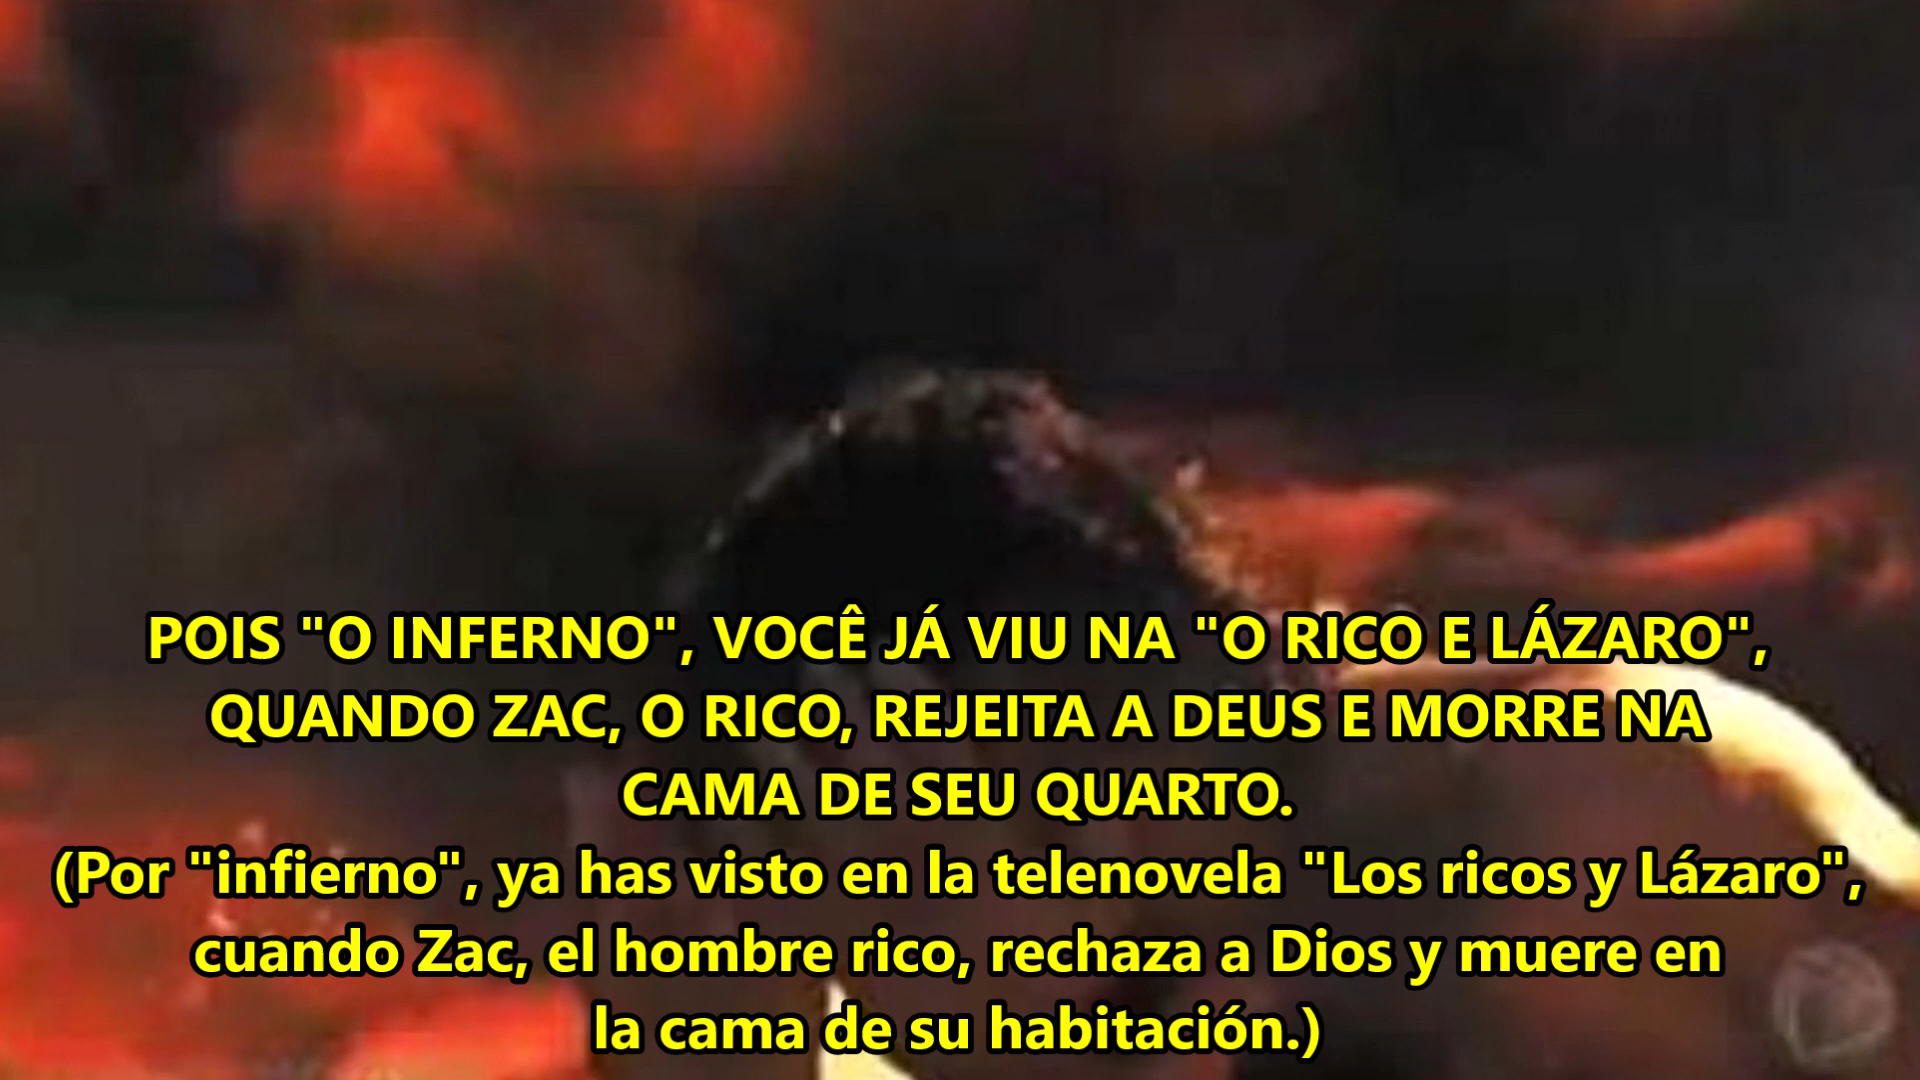 POIS "O INFERNO", VOCÊ JÁ VIU NA "O RICO E LÁZARO",
QUANDO ZAC, O RICO, REJEITA A DEUS E MORRE NA
CAMA DE SEU QUARTO.
(Por "infierno", ya has visto en la telenovela "Los ricos y Lázaro",
cuando Zac, el hombre rico, rechaza a Dios y muere en
la cama de su habitación.)